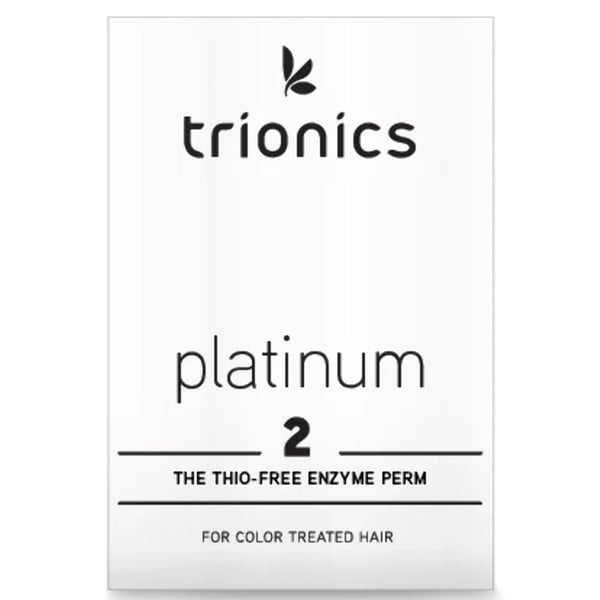 trionics
platinum
2
THE THIO-FREE ENZYME PERM
FOR COLOR TREATED HAIR